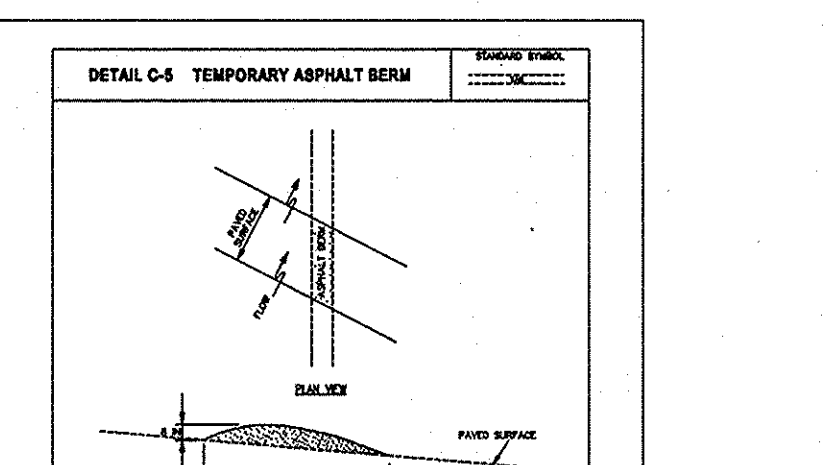 DETAIL C-5 TEMPORARY ASPHALT BERM
STANDARD SYMBOL
PAVED
SURFACE
ASPHALT BERM
FLOW
PLAN VIEW
PAVED SURFACE